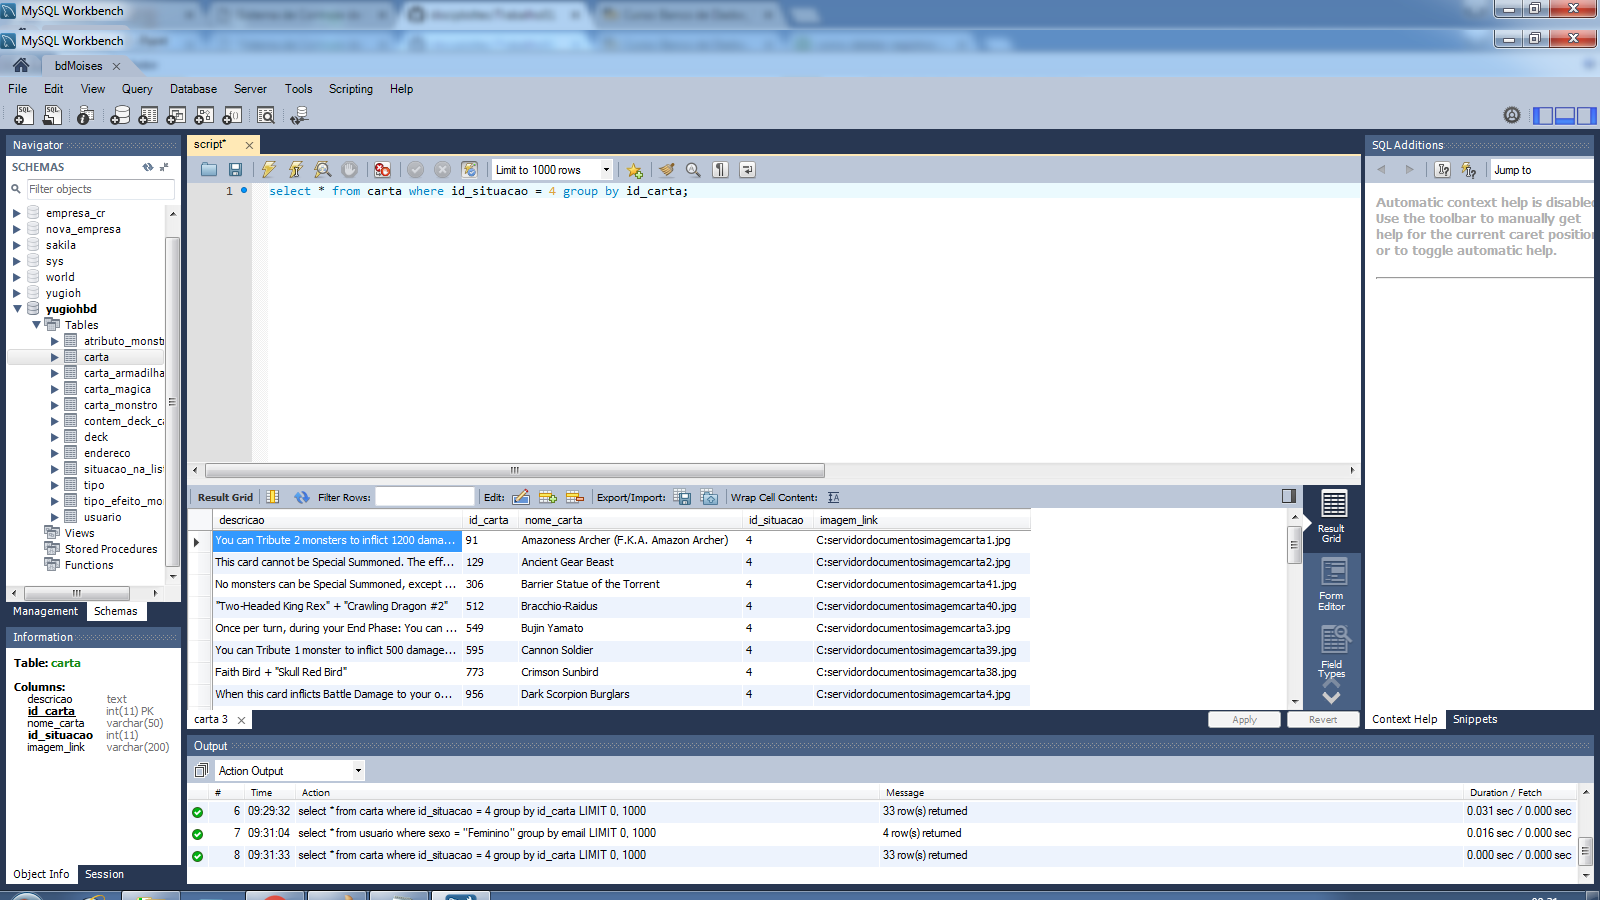 MySQL Workbench
MySQL Workbench
bdMoises
File Edit View Query Database Server Tools Scripting Help
Navigator
SCHEMAS
Filter objects
empresa_cr
nova_empresa
sakila
sys
world
yugioh
yugiohbd
Tables
atributo_monst
carta
carta_armadilha
carta_magica
carta_monstro
contem_deck_c
deck
endereco
situacao_na_lis
tipo
tipo_efeito_mo
usuario
Views
Stored Procedures
Functions
Management Schemas
Information
Table: carta
Columns:
descricao text
id_carta int(11) PK
nome_carta varchar(50)
id_situacao int(11)
imagem_link varchar(200)
Object Info Session
script*
Limit to 1000 rows
1 select * from carta where id_situacao = 4 group by id_carta;
Result Grid Filter Rows: Edit: Export/Import: Wrap Cell Content:
descricao id_carta nome_carta id_situacao imagem_link
You can Tribute 2 monsters to inflict 1200 dama... 91 Amazoness Archer (F.K.A. Amazon Archer) 4 C:servidordocumentosimagemcarta1.jpg
This card cannot be Special Summoned. The eff... 129 Ancient Gear Beast 4 C:servidordocumentosimagemcarta2.jpg
No monsters can be Special Summoned, except ... 306 Barrier Statue of the Torrent 4 C:servidordocumentosimagemcarta41.jpg
"Two-Headed King Rex" + "Crawling Dragon #2" 512 Bracchio-Raidus 4 C:servidordocumentosimagemcarta40.jpg
Once per turn, during your End Phase: You can ... 549 Bujin Yamato 4 C:servidordocumentosimagemcarta3.jpg
You can Tribute 1 monster to inflict 500 damage... 595 Cannon Soldier 4 C:servidordocumentosimagemcarta39.jpg
Faith Bird + "Skull Red Bird" 773 Crimson Sunbird 4 C:servidordocumentosimagemcarta38.jpg
When this card inflicts Battle Damage to your o... 956 Dark Scorpion Burglars 4 C:servidordocumentosimagemcarta4.jpg
Result
Grid
Form
Editor
Field
Types
carta 3
Apply Revert
Output
Action Output
# Time Action Message Duration / Fetch
6 09:29:32 select * from carta where id_situacao = 4 group by id_carta LIMIT 0, 1000 33 row(s) returned 0.031 sec / 0.000 sec
7 09:31:04 select * from usuario where sexo = "Feminino" group by email LIMIT 0, 1000 4 row(s) returned 0.016 sec / 0.000 sec
8 09:31:33 select * from carta where id_situacao = 4 group by id_carta LIMIT 0, 1000 33 row(s) returned 0.000 sec / 0.000 sec
SQL Additions
Jump to
Automatic context help is disabled
Use the toolbar to manually get
help for the current caret position
or to toggle automatic help.
Context Help Snippets